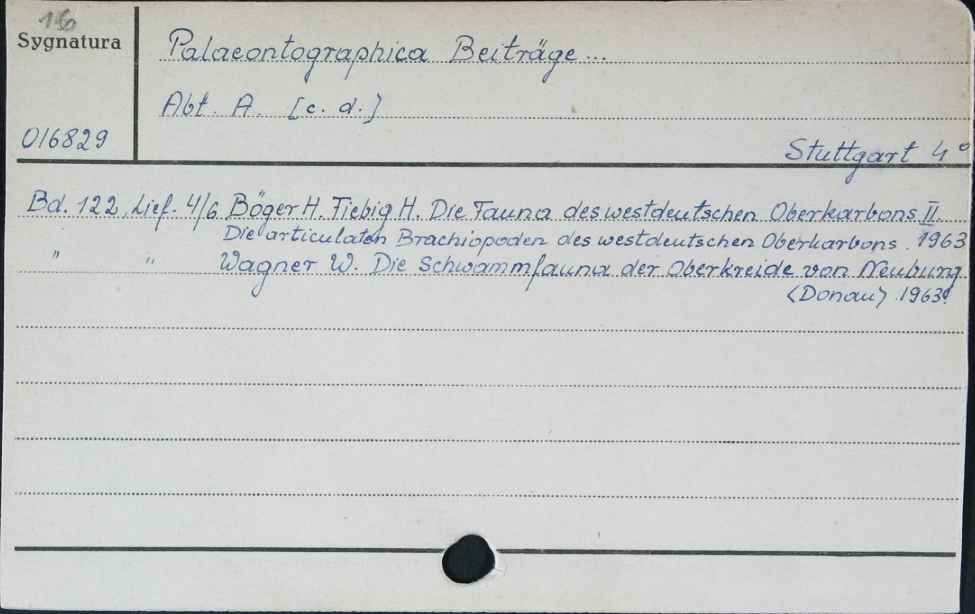 16
Sygnatura
Palaeontographica Beiträge...
Abt. A. [c. d.]
016829
Stuttgart 4°
Bd. 122, Lief. 4/6 Böger H. Fiebig H. Die Fauna des westdeutschen Oberkarbons II.
Die articulaten Brachiopoden des westdeutschen Oberkarbons. 1963
" " Wagner W. Die Schwammfauna der Oberkreide von Neuburg
<Donau> 1963.